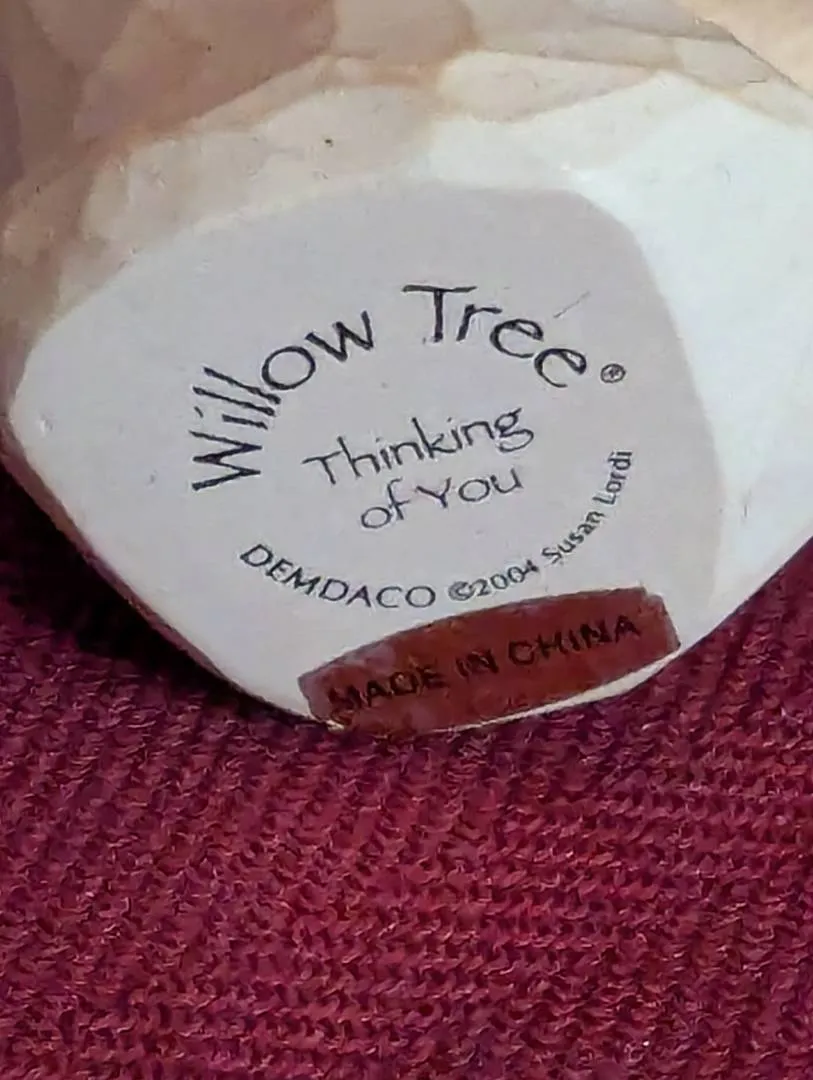 Willow Tree®
Thinking
of You
DEMDACO ©2004 Susan Lordi
MADE IN CHINA